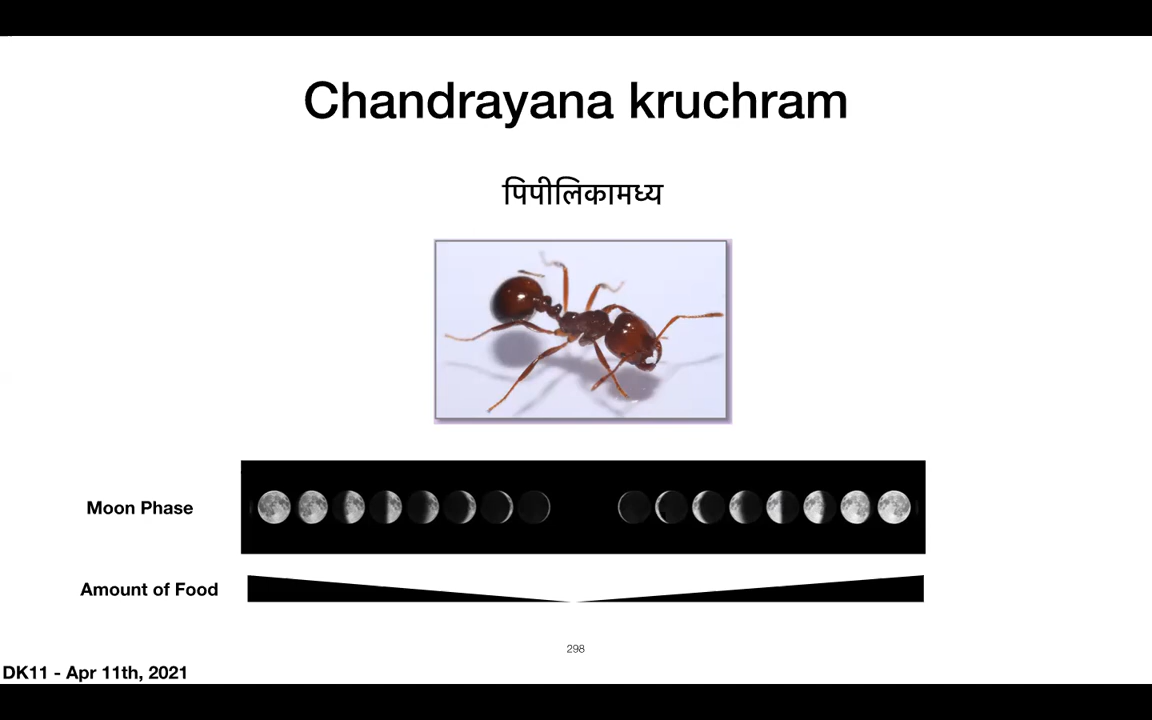 Chandrayana kruchram
पिपीलिकामध्य
Moon Phase
Amount of Food
298
DK11 - Apr 11th, 2021